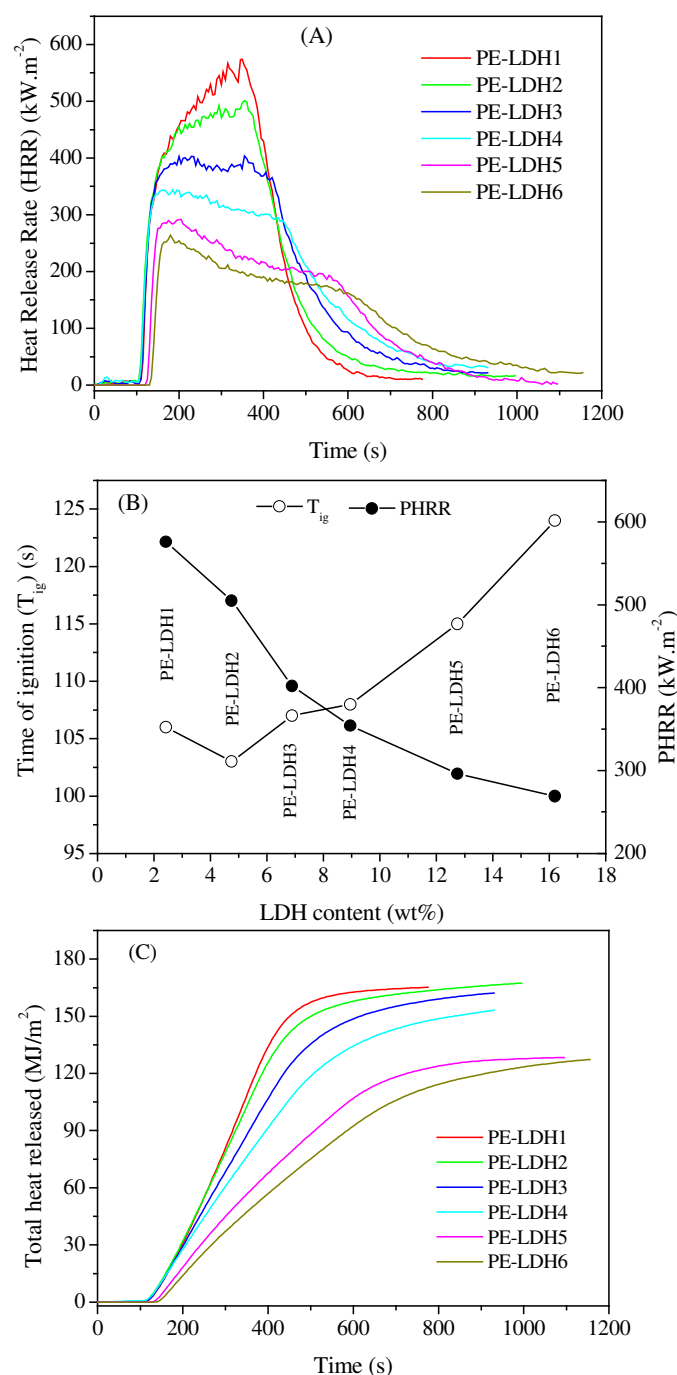 (A)
Heat Release Rate (HRR) (kW.m-2)
600
500
400
300
200
100
0
PE-LDH1
PE-LDH2
PE-LDH3
PE-LDH4
PE-LDH5
PE-LDH6
0 200 400 600 800 1000 1200
Time (s)
(B)
Tig PHRR
Time of ignition (Tig) (s)
125
120
115
110
105
100
95
PE-LDH1
PE-LDH2
PE-LDH3
PE-LDH4
PE-LDH5
PE-LDH6
600
500
400
300
200
PHRR (kW.m-2)
0 2 4 6 8 10 12 14 16 18
LDH content (wt%)
(C)
Total heat released (MJ/m2)
180
150
120
90
60
30
0
PE-LDH1
PE-LDH2
PE-LDH3
PE-LDH4
PE-LDH5
PE-LDH6
0 200 400 600 800 1000 1200
Time (s)